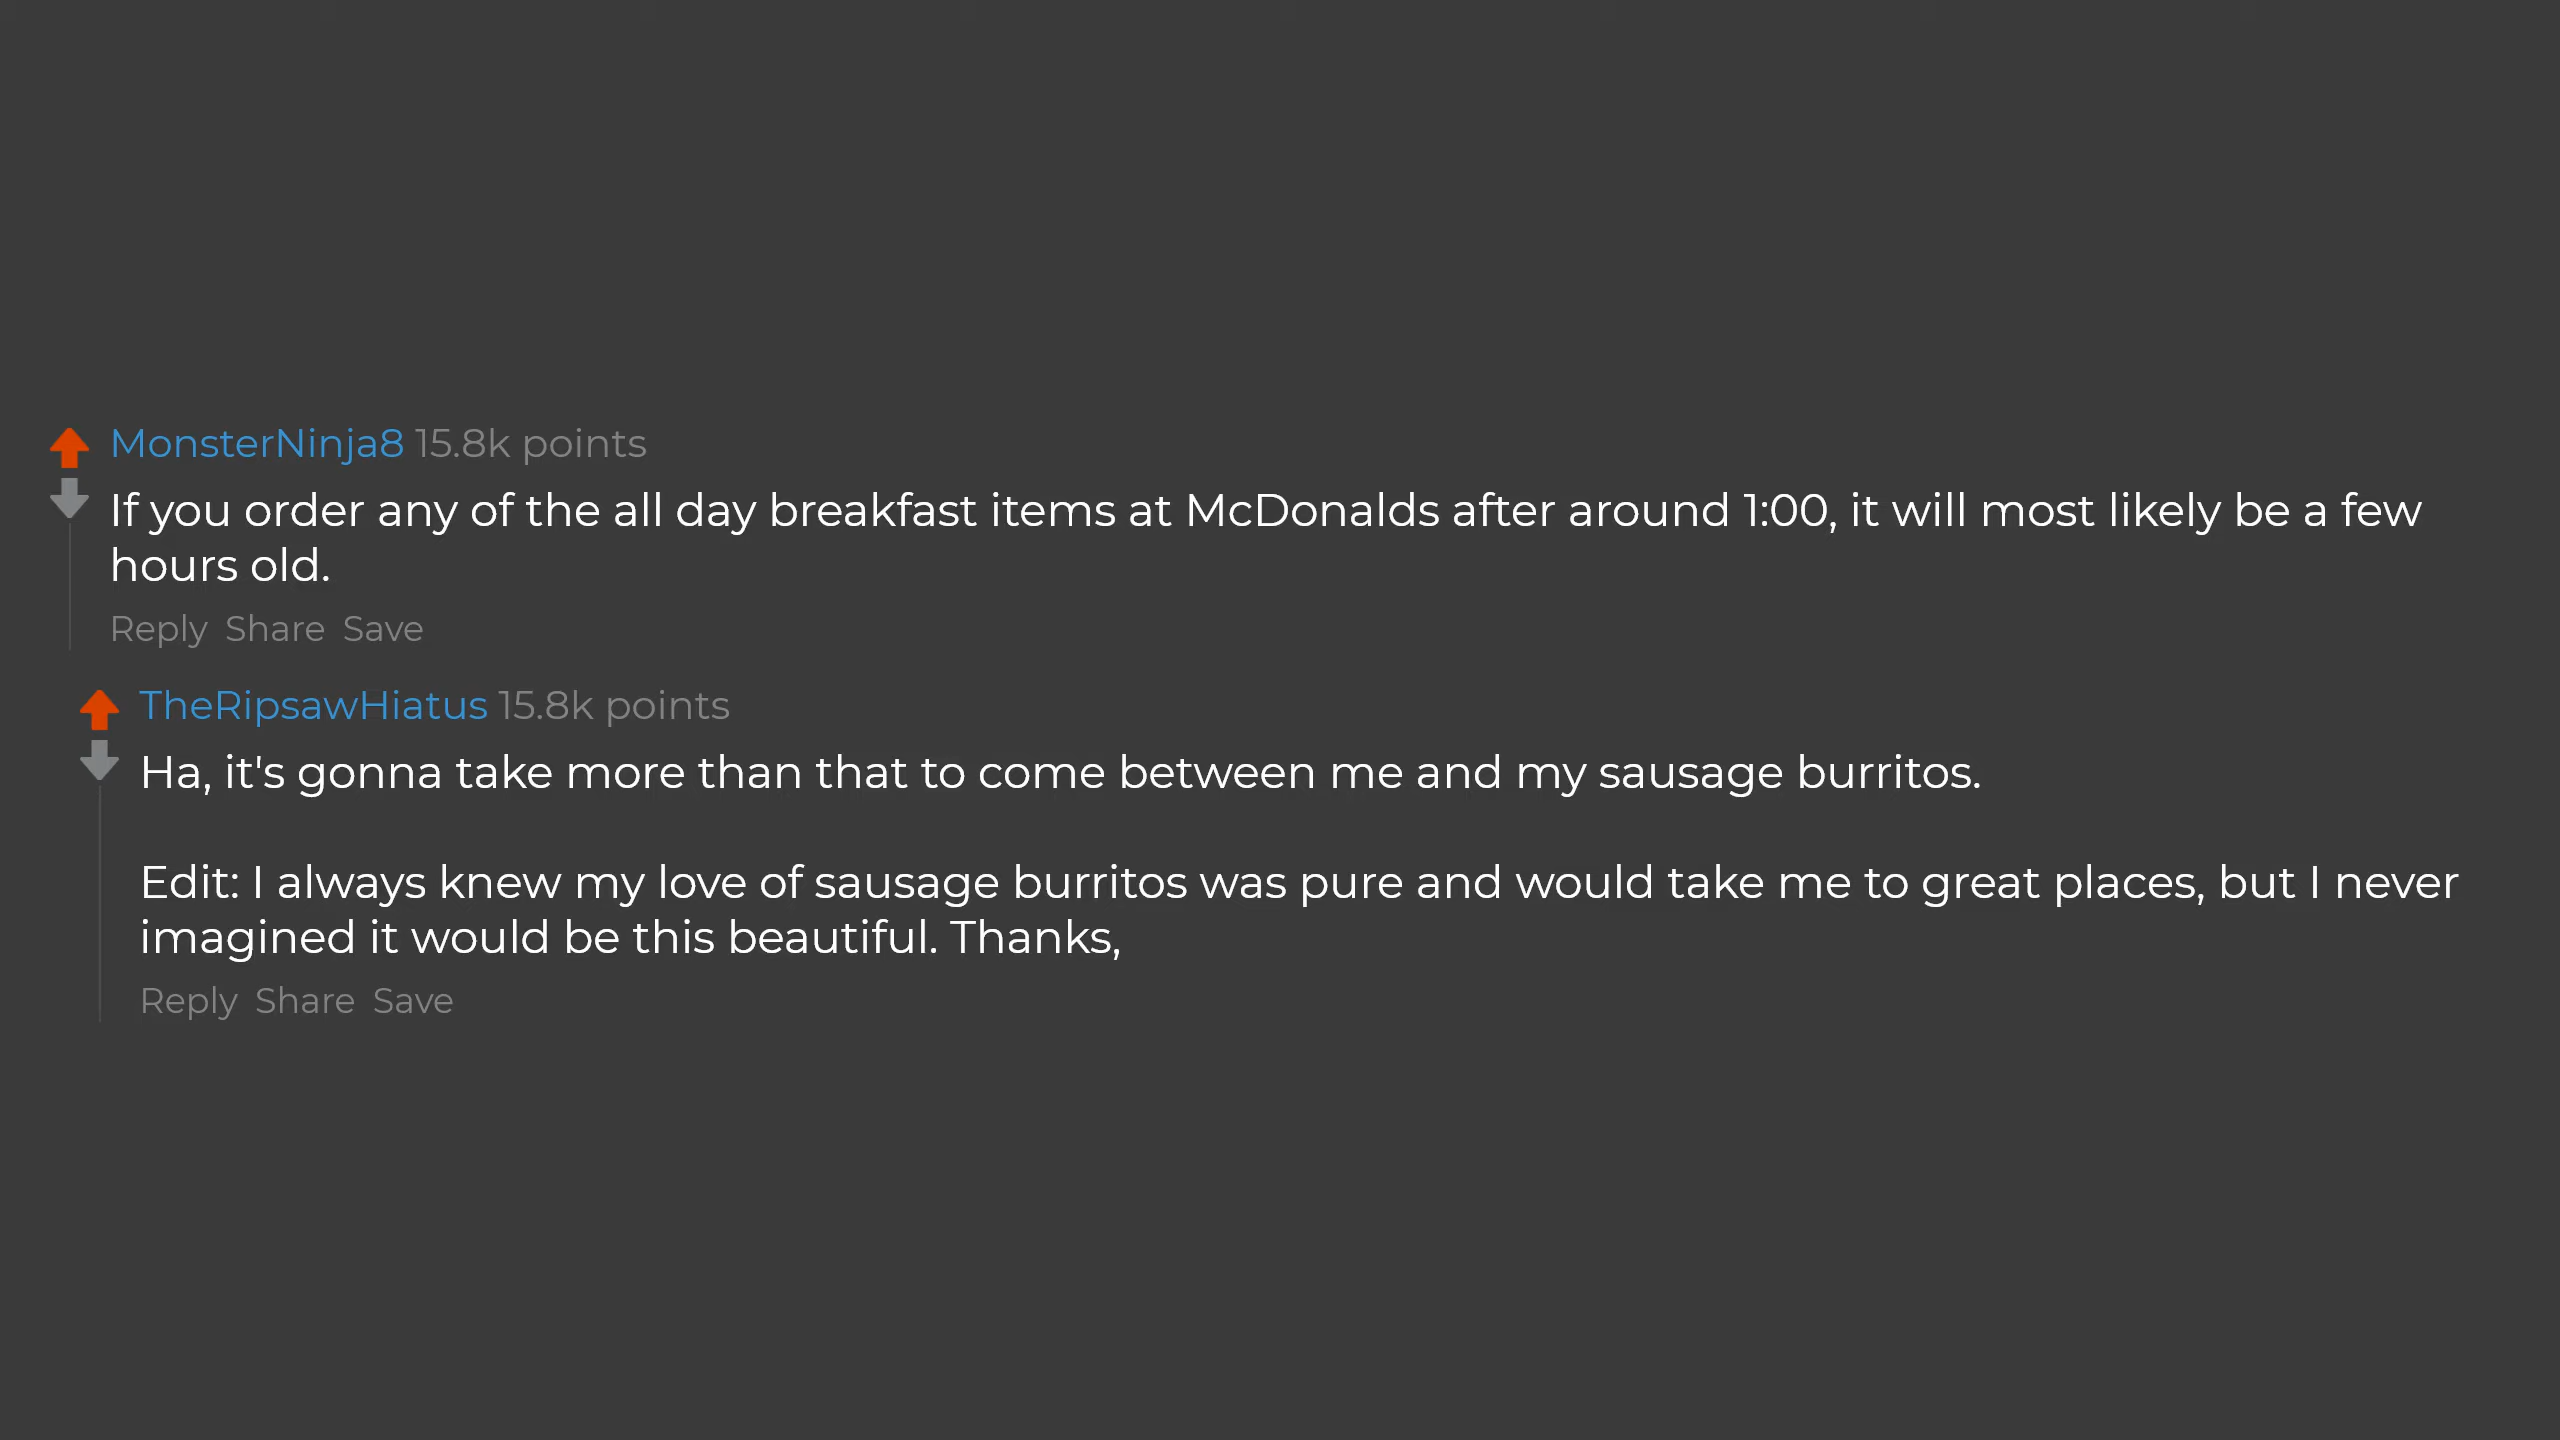 MonsterNinja8 15.8k points
If you order any of the all day breakfast items at McDonalds after around 1:00, it will most likely be a few
hours old.
Reply Share Save
TheRipsawHiatus 15.8k points
Ha, it's gonna take more than that to come between me and my sausage burritos.
Edit: I always knew my love of sausage burritos was pure and would take me to great places, but I never
imagined it would be this beautiful. Thanks,
Reply Share Save